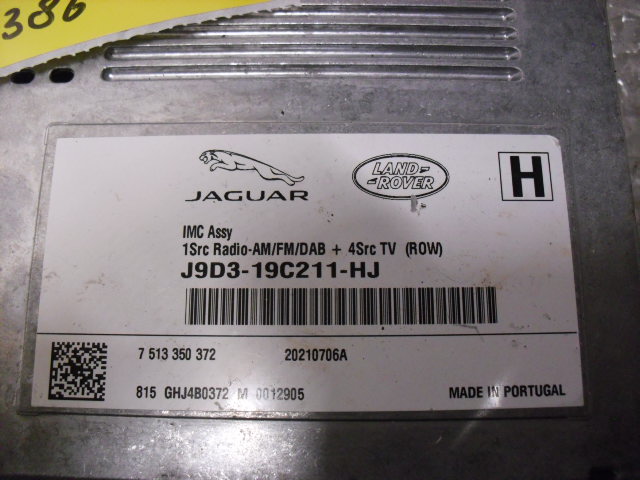 386
JAGUAR
LAND
ROVER
H
IMC Assy
1Src Radio-AM/FM/DAB + 4Src TV (ROW)
J9D3-19C211-HJ
7 513 350 372 20210706A
815 GHJ4B0372 M 0012905 MADE IN PORTUGAL